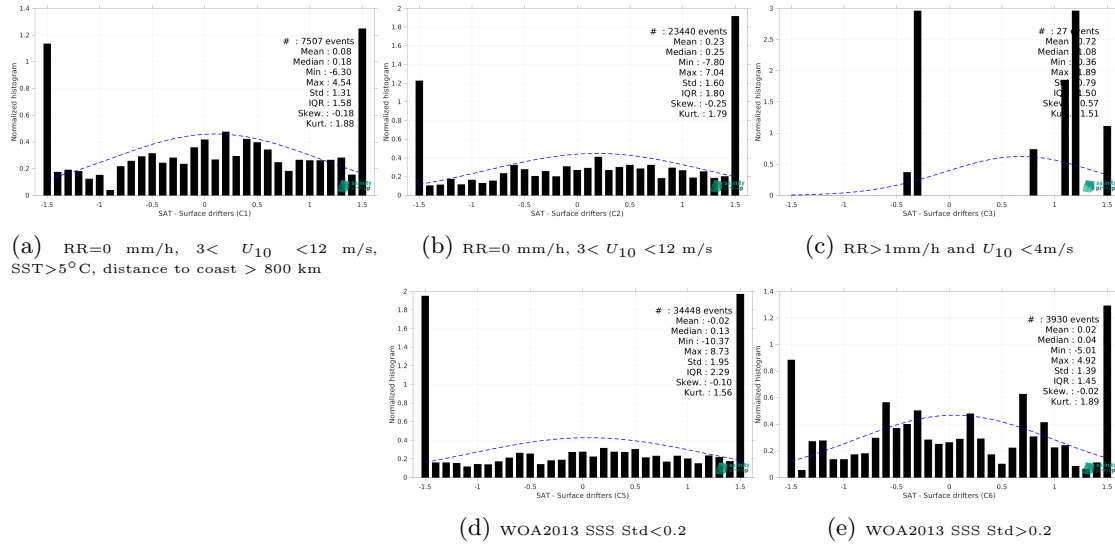 1.4
1.2
1
0.8
0.6
0.4
0.2
0
Normalized histogram
# : 7507 events
Mean : 0.08
Median : 0.18
Min : -6.30
Max : 4.54
Std : 1.31
IQR : 1.58
Skew. : -0.18
Kurt. : 1.88
-1.5 -1 -0.5 0 0.5 1 1.5
SAT - Surface drifters (C1)
2
1.8
1.6
1.4
1.2
1
0.8
0.6
0.4
0.2
0
Normalized histogram
# : 23440 events
Mean : 0.23
Median : 0.25
Min : -7.80
Max : 7.04
Std : 1.60
IQR : 1.80
Skew. : -0.25
Kurt. : 1.79
-1.5 -1 -0.5 0 0.5 1 1.5
SAT - Surface drifters (C2)
3
2.5
2
1.5
1
0.5
0
Normalized histogram
# : 27 events
-1.5 -1 -0.5 0 0.5 1 1.5
SAT - Surface drifters (C3)
(a) RR=0 mm/h, 3< U10 <12 m/s,
SST>5°C, distance to coast > 800 km
(b) RR=0 mm/h, 3< U10 <12 m/s
(c) RR>1mm/h and U10 <4m/s
2
1.8
1.6
1.4
1.2
1
0.8
0.6
0.4
0.2
0
Normalized histogram
# : 34448 events
Mean : -0.02
Median : 0.13
Min : -10.37
Max : 8.73
Std : 1.95
IQR : 2.29
Skew. : -0.10
Kurt. : 1.56
-1.5 -1 -0.5 0 0.5 1 1.5
SAT - Surface drifters (C5)
1.4
1.2
1
0.8
0.6
0.4
0.2
0
Normalized histogram
# : 3930 events
Mean : 0.02
Median : 0.04
Min : -5.01
Max : 4.92
Std : 1.39
IQR : 1.45
Skew. : -0.02
Kurt. : 1.89
-1.5 -1 -0.5 0 0.5 1 1.5
SAT - Surface drifters (C6)
(d) WOA2013 SSS Std<0.2
(e) WOA2013 SSS Std>0.2